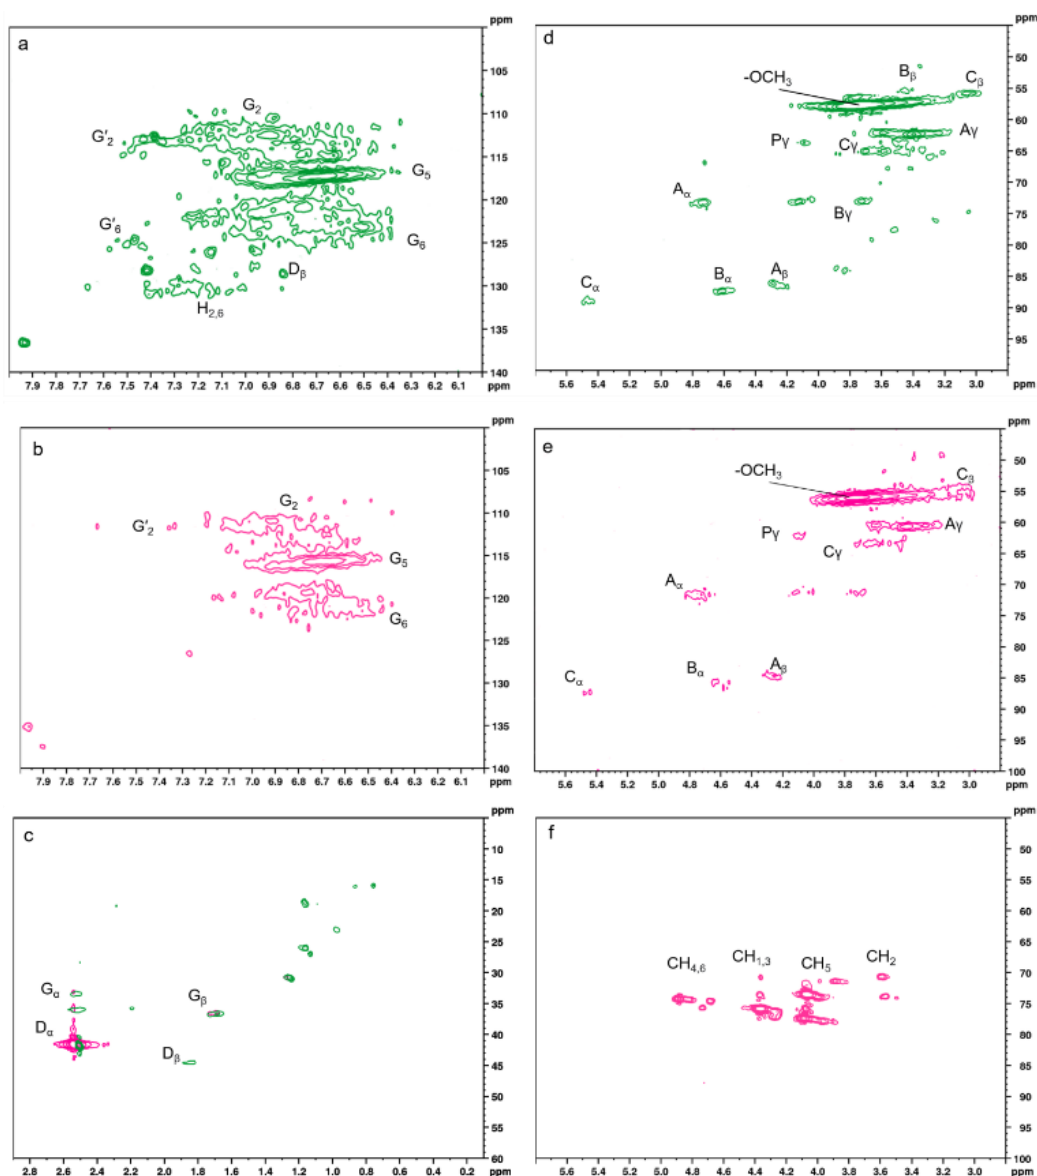 a
ppm
105
110
115
120
125
130
135
140
G₂
G′₂
G₅
G′₆
G₆
Dᵦ
H₂,₆
7.9 7.8 7.7 7.6 7.5 7.4 7.3 7.2 7.1 7.0 6.9 6.8 6.7 6.6 6.5 6.4 6.3 6.2 6.1 ppm
d
ppm
50
55
60
65
70
75
80
85
90
95
-OCH₃
Bᵦ
Cᵦ
Pγ
Cγ
Aγ
Aα
Bγ
Cα
Bα
Aᵦ
5.6 5.4 5.2 5.0 4.8 4.6 4.4 4.2 4.0 3.8 3.6 3.4 3.2 3.0 ppm
b
ppm
105
110
115
120
125
130
135
140
G₂
G′₂
G₅
G₆
7.9 7.8 7.7 7.6 7.5 7.4 7.3 7.2 7.1 7.0 6.9 6.8 6.7 6.6 6.5 6.4 6.3 6.2 6.1 ppm
e
ppm
50
55
60
65
70
75
80
85
90
95
100
-OCH₃
Cᵦ
Pγ
Cγ
Aγ
Aα
Cα
Bα
Aᵦ
5.6 5.4 5.2 5.0 4.8 4.6 4.4 4.2 4.0 3.8 3.6 3.4 3.2 3.0 ppm
c
ppm
5
10
15
20
25
30
35
40
45
50
55
60
Gα
Gᵦ
Dα
Dᵦ
2.6 2.4 2.2 2.0 1.8 1.6 1.4 1.2 1.0 0.8 0.6 0.4 0.2 ppm
f
ppm
50
55
60
65
70
75
80
85
90
95
100
CH₄,₆
CH₁,₃
CH₅
CH₂
5.6 5.4 5.2 5.0 4.8 4.6 4.4 4.2 4.0 3.8 3.6 3.4 3.2 3.0 ppm